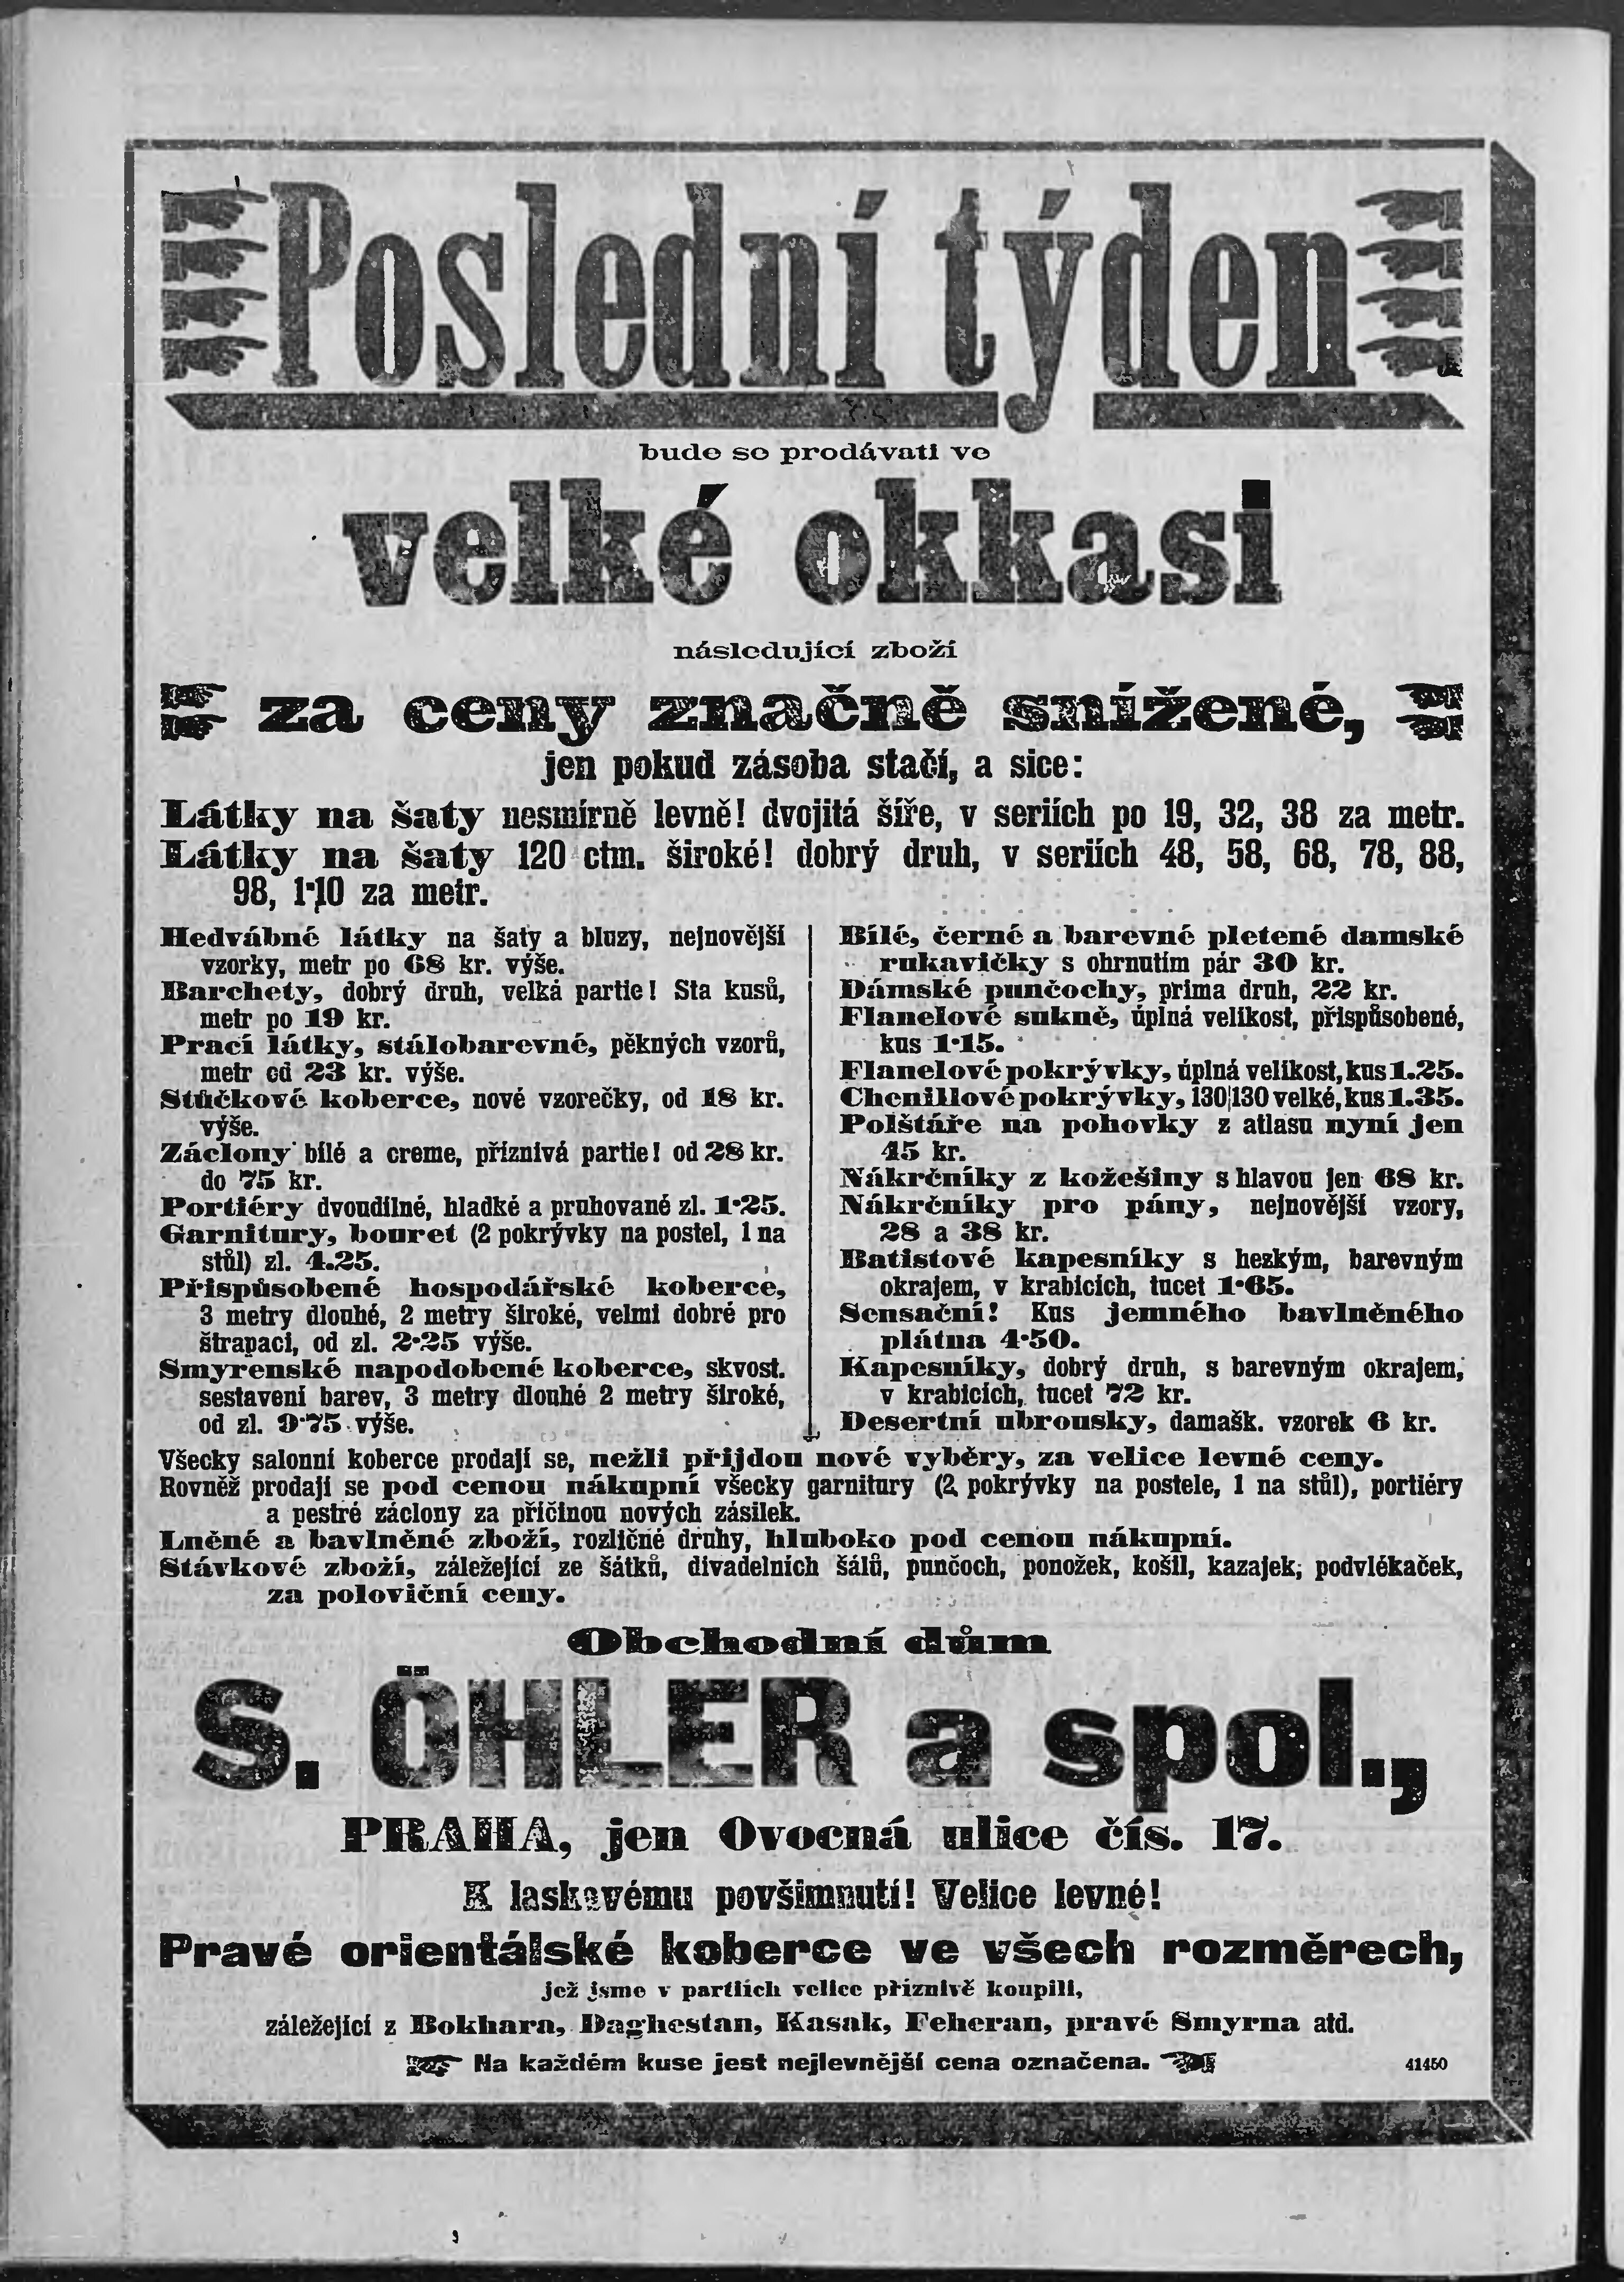 Poslední týden
bude se prodávati ve
velké okkasi
následující zboží
za ceny značně snížené,
jen pokud zásoba stačí, a sice:
Látky na šaty nesmírně levně! dvojitá šíře, v seriích po 19, 32, 38 za metr.
Látky na šaty 120 ctm. široké! dobrý druh, v seriích 48, 58, 68, 78, 88,
98, 1·10 za metr.
Hedvábné látky na šaty a bluzy, nejnovější
vzorky, metr po 68 kr. výše.
Barchety, dobrý druh, velká partie! Sta kusů,
metr po 19 kr.
Prací látky, stálobarevné, pěkných vzorů,
metr od 23 kr. výše.
Stůčkové koberce, nové vzorečky, od 18 kr.
výše.
Záclony bílé a creme, příznivá partie! od 28 kr.
do 75 kr.
Portiéry dvoudílné, hladké a pruhované zl. 1·25.
Garnitury, bouret (2 pokrývky na postel, 1 na
stůl) zl. 4.25.
Přispůsobené hospodářské koberce,
3 metry dlouhé, 2 metry široké, velmi dobré pro
štrapaci, od zl. 2·25 výše.
Smyrenské napodobené koberce, skvost.
sestavení barev, 3 metry dlouhé 2 metry široké,
od zl. 9·75 výše.
Bílé, černé a barevné pletené damské
rukavičky s ohrnutím pár 30 kr.
Dámské punčochy, prima druh, 22 kr.
Flanelové sukně, úplná velikost, přispůsobené,
kus 1·15.
Flanelové pokrývky, úplná velikost, kus 1.25.
Chenillové pokrývky, 130|130 velké, kus 1.35.
Polštáře na pohovky z atlasu nyní jen
45 kr.
Nákrčníky z kožešiny s hlavou jen 68 kr.
Nákrčníky pro pány, nejnovější vzory,
28 a 38 kr.
Batistové kapesníky s hezkým, barevným
okrajem, v krabicích, tucet 1·65.
Sensační! Kus jemného bavlněného
plátna 4·50.
Kapesníky, dobrý druh, s barevným okrajem,
v krabicích, tucet 72 kr.
Desertní ubrousky, damašk. vzorek 6 kr.
Všecky salonní koberce prodají se, nežli přijdou nové vyběry, za velice levné ceny.
Rovněž prodají se pod cenou nákupní všecky garnitury (2 pokrývky na postele, 1 na stůl), portiéry
a pestré záclony za příčinou nových zásilek.
Lněné a bavlněné zboží, rozličné druhy, hluboko pod cenou nákupní.
Stávkové zboží, záležející ze šátků, divadelních šálů, punčoch, ponožek, košil, kazajek, podvlékaček,
za poloviční ceny.
Obchodní dům
S. ÖHLER a spol.,
PRAHA, jen Ovocná ulice čís. 17.
K laskavému povšimnutí! Velice levné!
Pravé orientálské koberce ve všech rozměrech,
jež jsme v partiích velice příznivě koupili,
záležející z Bokhara, Daghestan, Kasak, Feheran, pravé Smyrna atd.
Na každém kuse jest nejlevnější cena označena.
41450